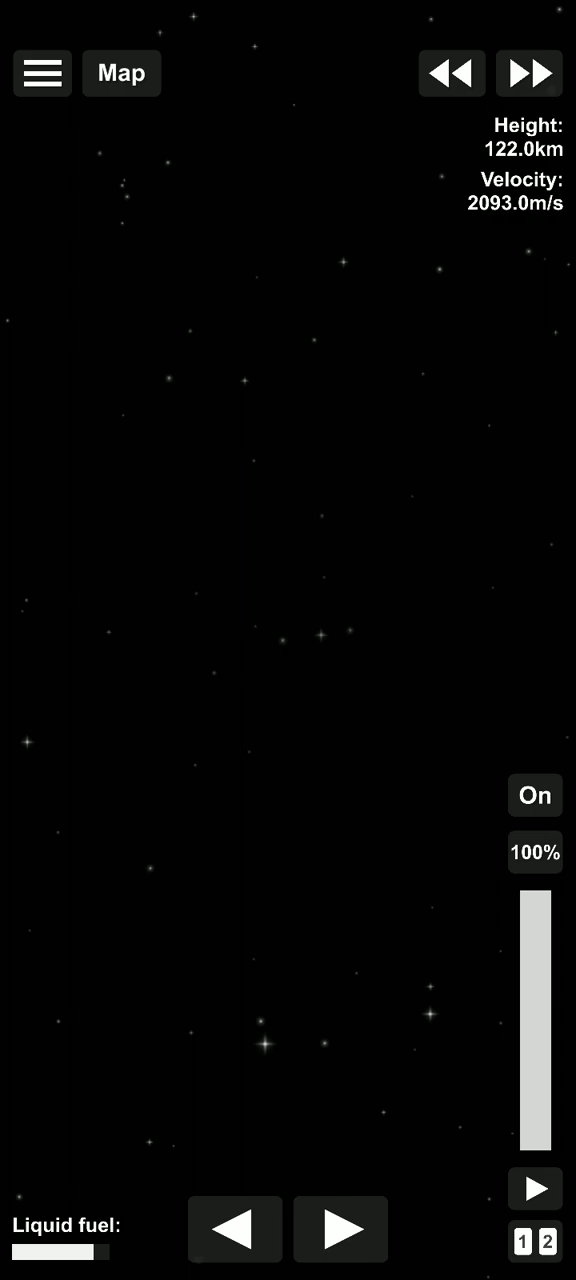 Map
Height:
122.0km
Velocity:
2093.0m/s
On
100%
Liquid fuel:
1 2